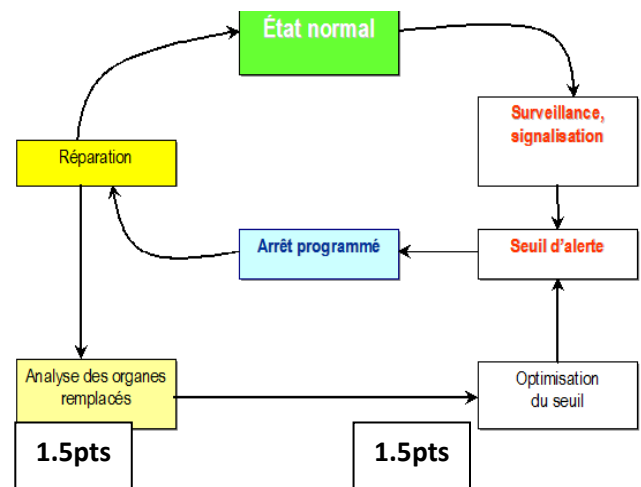 État normal
Surveillance,
signalisation
Réparation
Arrêt programmé
Seuil d'alerte
Analyse des organes
remplacés
Optimisation
du seuil
1.5pts
1.5pts